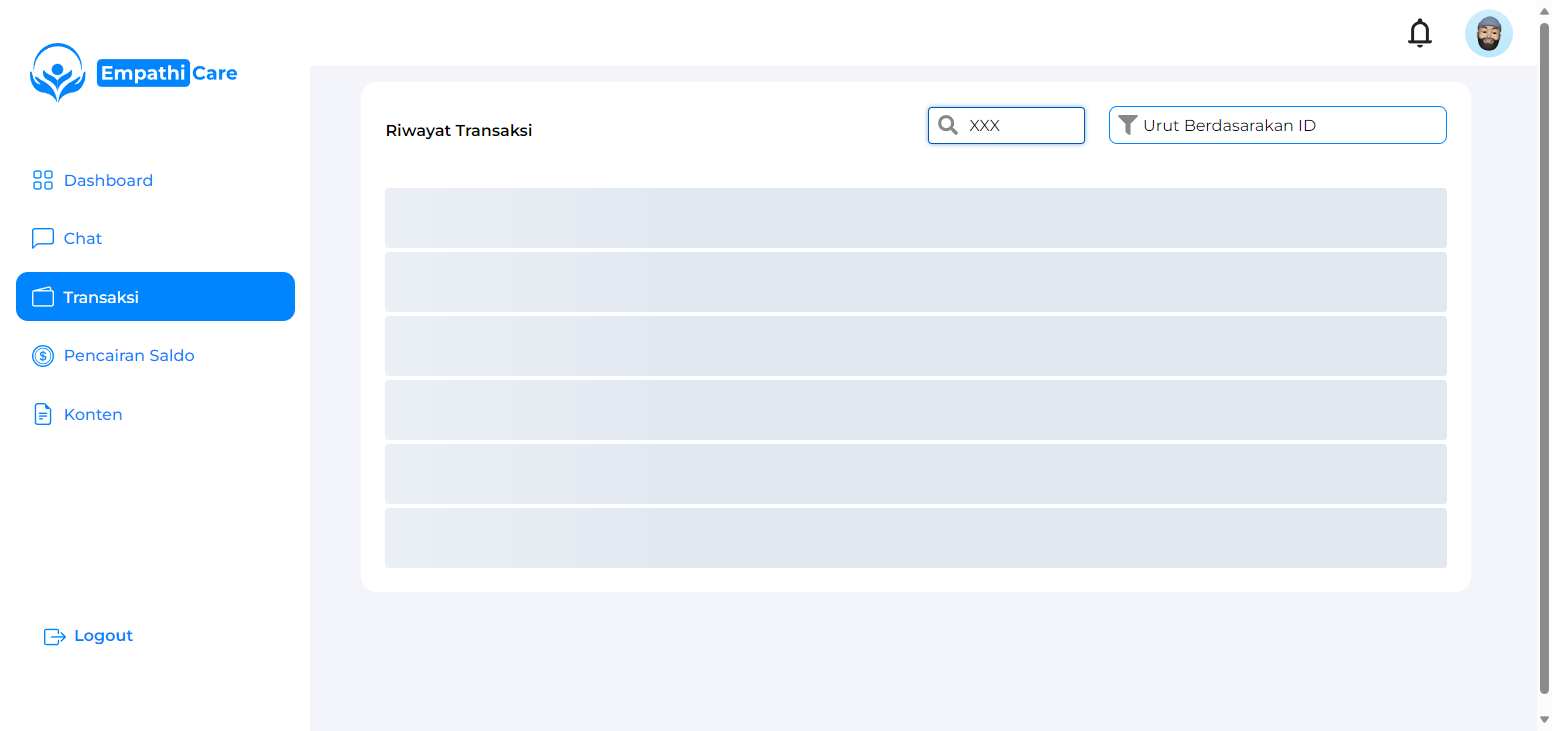 Empathi Care
Riwayat Transaksi
XXX
Urut Berdasarakan ID
Dashboard
Chat
Transaksi
Pencairan Saldo
Konten
Logout